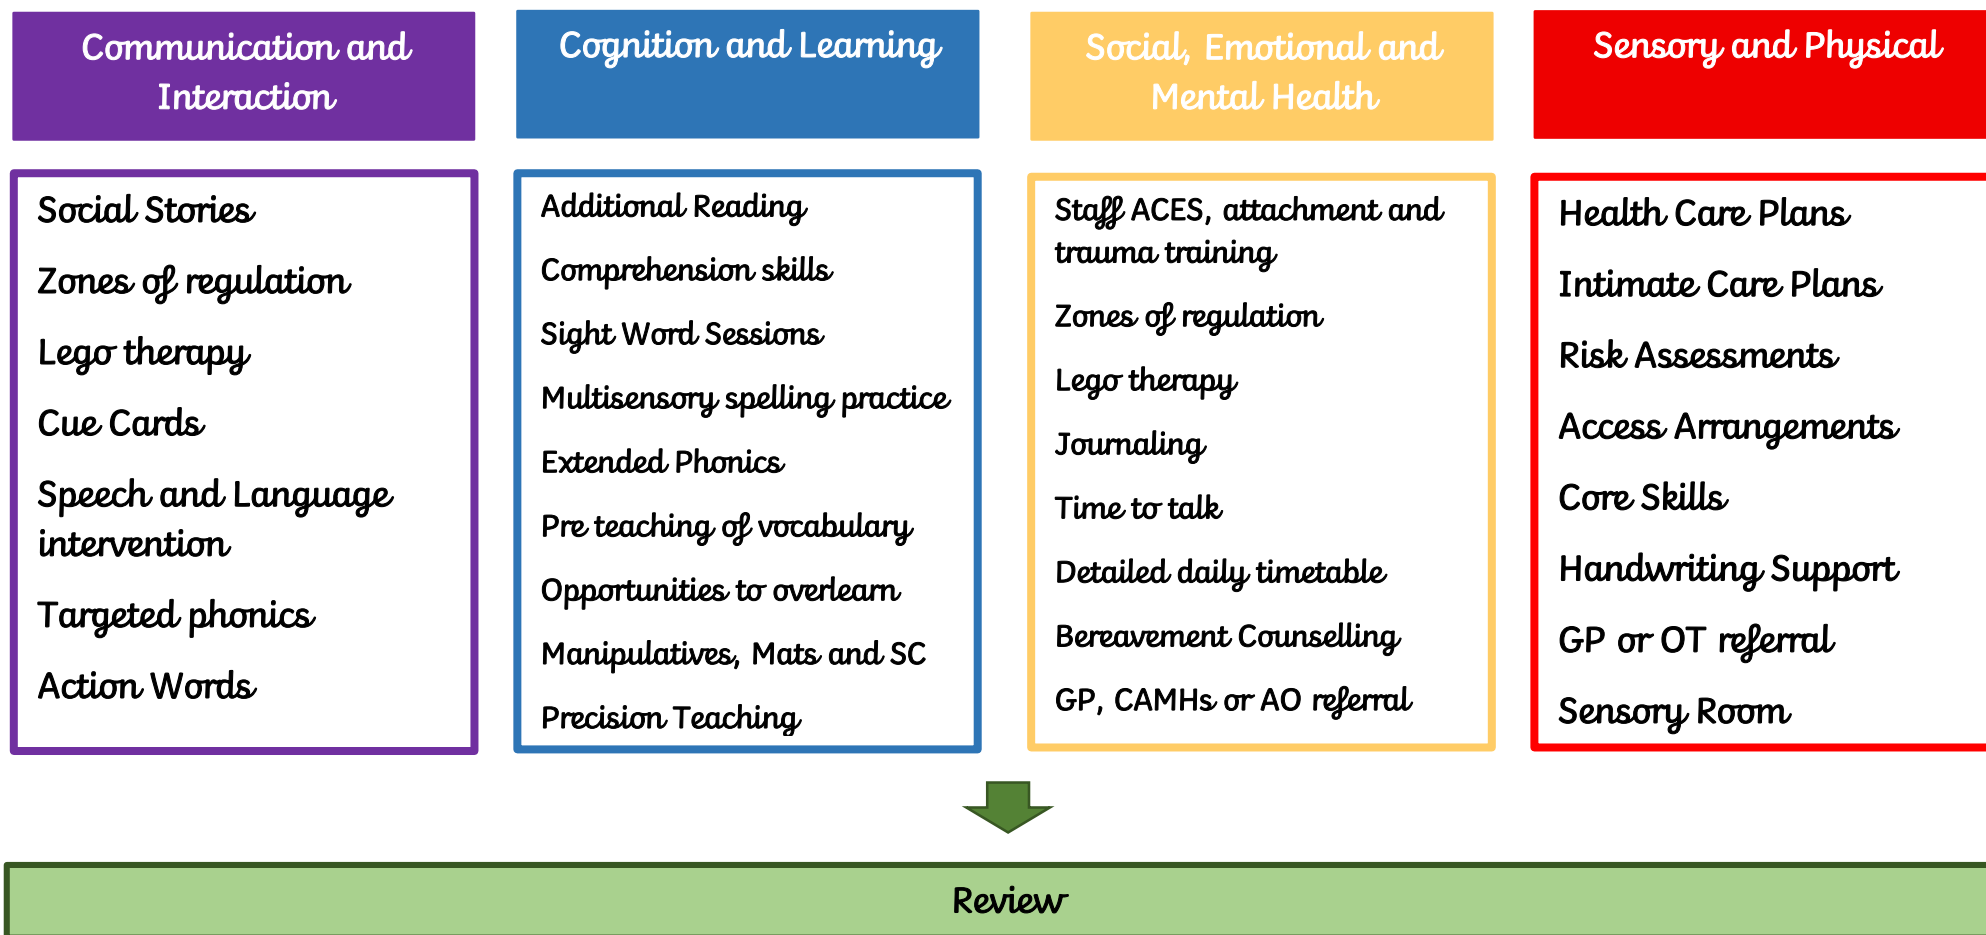 Communication and
Interaction
Social Stories
Zones of regulation
Lego therapy
Cue Cards
Speech and Language
intervention
Targeted phonics
Action Words
Cognition and Learning
Additional Reading
Comprehension skills
Sight Word Sessions
Multisensory spelling practice
Extended Phonics
Pre teaching of vocabulary
Opportunities to overlearn
Manipulatives, Mats and SC
Precision Teaching
Social, Emotional and
Mental Health
Staff ACES, attachment and
trauma training
Zones of regulation
Lego therapy
Journaling
Time to talk
Detailed daily timetable
Bereavement Counselling
GP, CAMHs or AO referral
Sensory and Physical
Health Care Plans
Intimate Care Plans
Risk Assessments
Access Arrangements
Core Skills
Handwriting Support
GP or OT referral
Sensory Room
Review